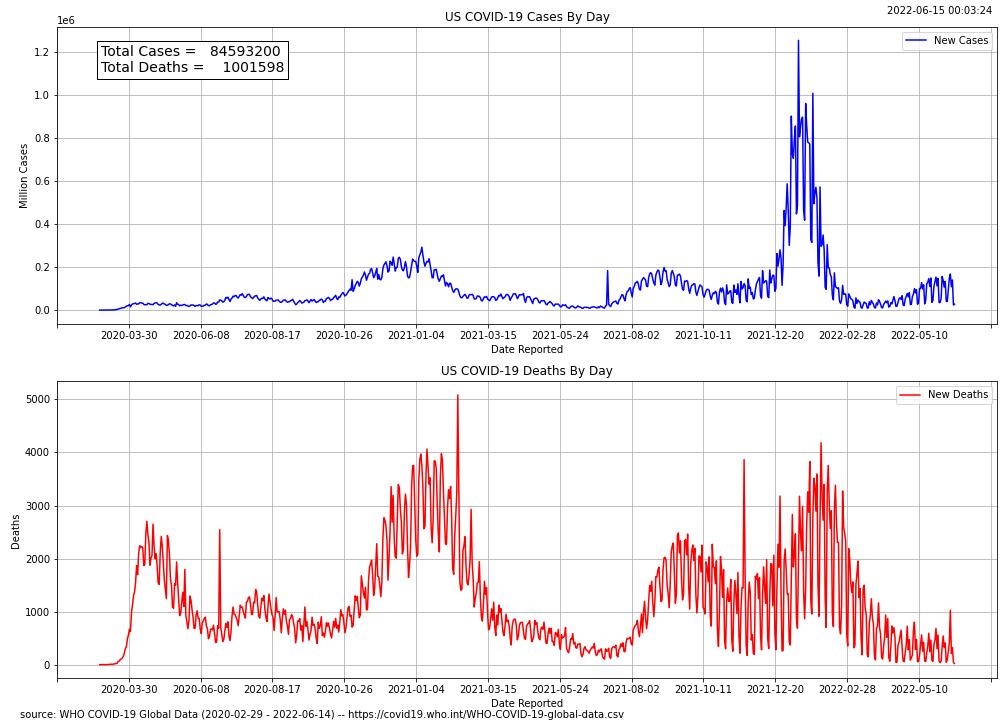 2022-06-15 00:03:24
US COVID-19 Cases By Day
1e6
Total Cases = 84593200
Total Deaths = 1001598
New Cases
1.2
1.0
0.8
0.6
0.4
0.2
0.0
Million Cases
2020-03-30 2020-06-08 2020-08-17 2020-10-26 2021-01-04 2021-03-15 2021-05-24 2021-08-02 2021-10-11 2021-12-20 2022-02-28 2022-05-10
Date Reported
US COVID-19 Deaths By Day
New Deaths
5000
4000
3000
2000
1000
0
Deaths
2020-03-30 2020-06-08 2020-08-17 2020-10-26 2021-01-04 2021-03-15 2021-05-24 2021-08-02 2021-10-11 2021-12-20 2022-02-28 2022-05-10
Date Reported
source: WHO COVID-19 Global Data (2020-02-29 - 2022-06-14) -- https://covid19.who.int/WHO-COVID-19-global-data.csv